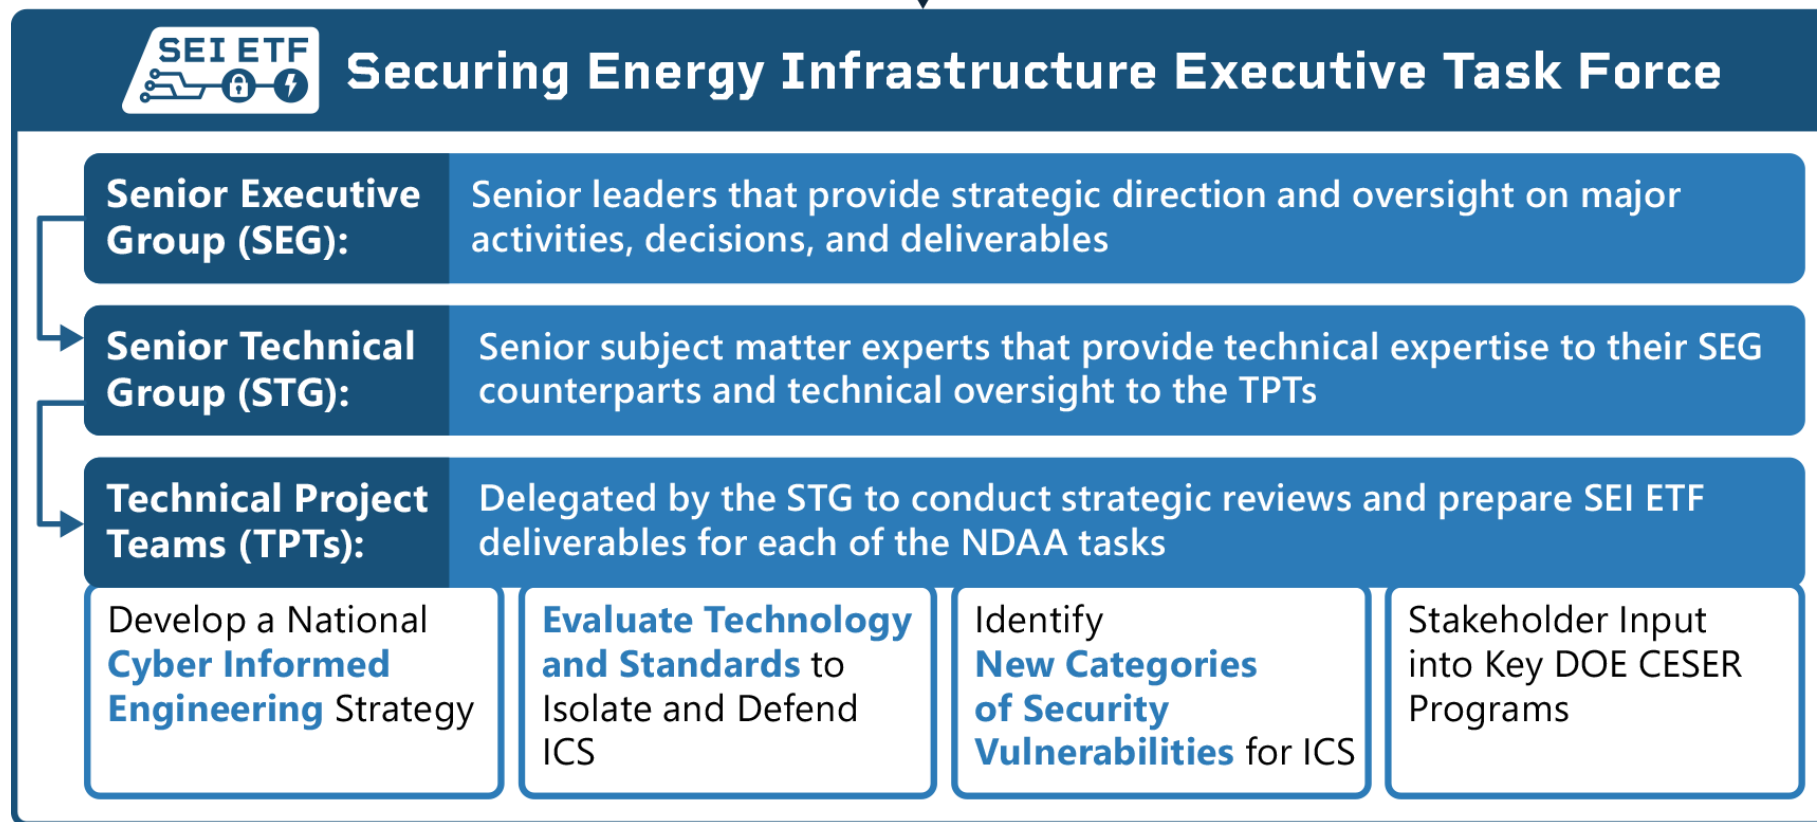 SEI ETF
Securing Energy Infrastructure Executive Task Force
Senior Executive
Group (SEG):
Senior leaders that provide strategic direction and oversight on major
activities, decisions, and deliverables
Senior Technical
Group (STG):
Senior subject matter experts that provide technical expertise to their SEG
counterparts and technical oversight to the TPTs
Technical Project
Teams (TPTs):
Delegated by the STG to conduct strategic reviews and prepare SEI ETF
deliverables for each of the NDAA tasks
Develop a National
Cyber Informed
Engineering Strategy
Evaluate Technology
and Standards to
Isolate and Defend
ICS
Identify
New Categories
of Security
Vulnerabilities for ICS
Stakeholder Input
into Key DOE CESER
Programs